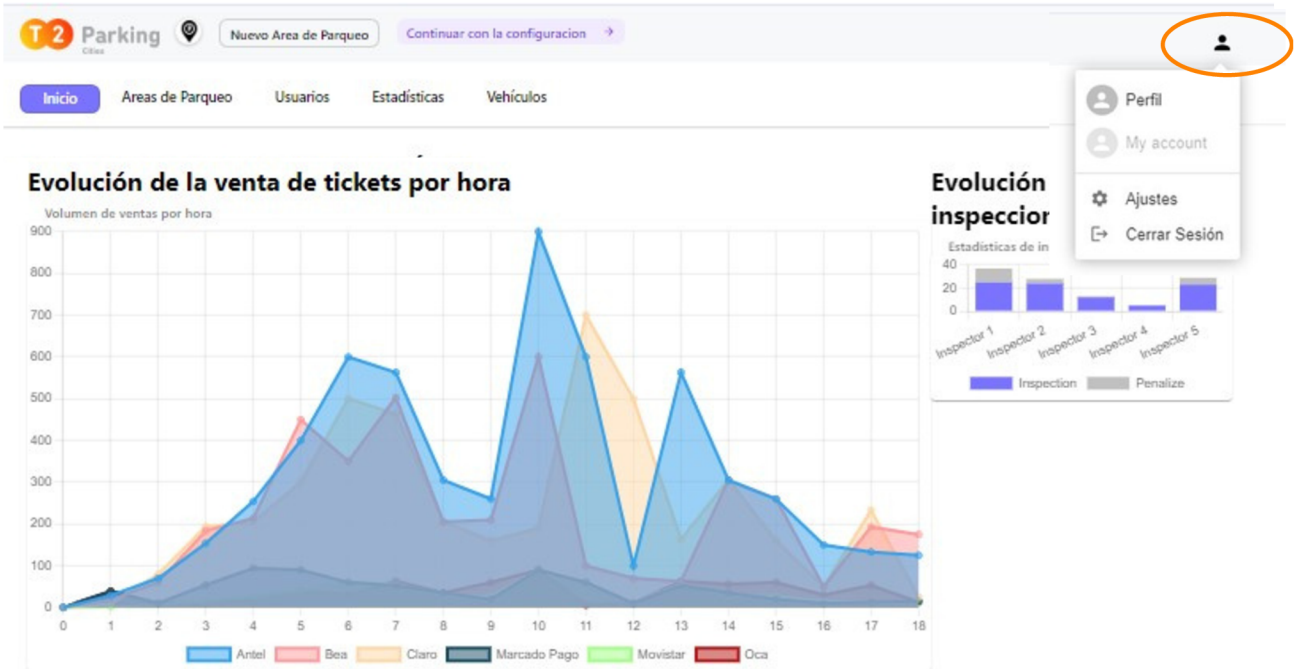 T2 Parking
Cities
Nuevo Area de Parqueo
Continuar con la configuracion →
Inicio
Areas de Parqueo
Usuarios
Estadísticas
Vehículos
Perfil
My account
Ajustes
Cerrar Sesión
Evolución de la venta de tickets por hora
Volumen de ventas por hora
900
800
700
600
500
400
300
200
100
0
0 1 2 3 4 5 6 7 8 9 10 11 12 13 14 15 16 17 18
Antel Bea Claro Marcado Pago Movistar Oca
Evolución
inspeccior
Estadísticas de in
40
20
0
Inspector 1 Inspector 2 Inspector 3 Inspector 4 Inspector 5
Inspection Penalize